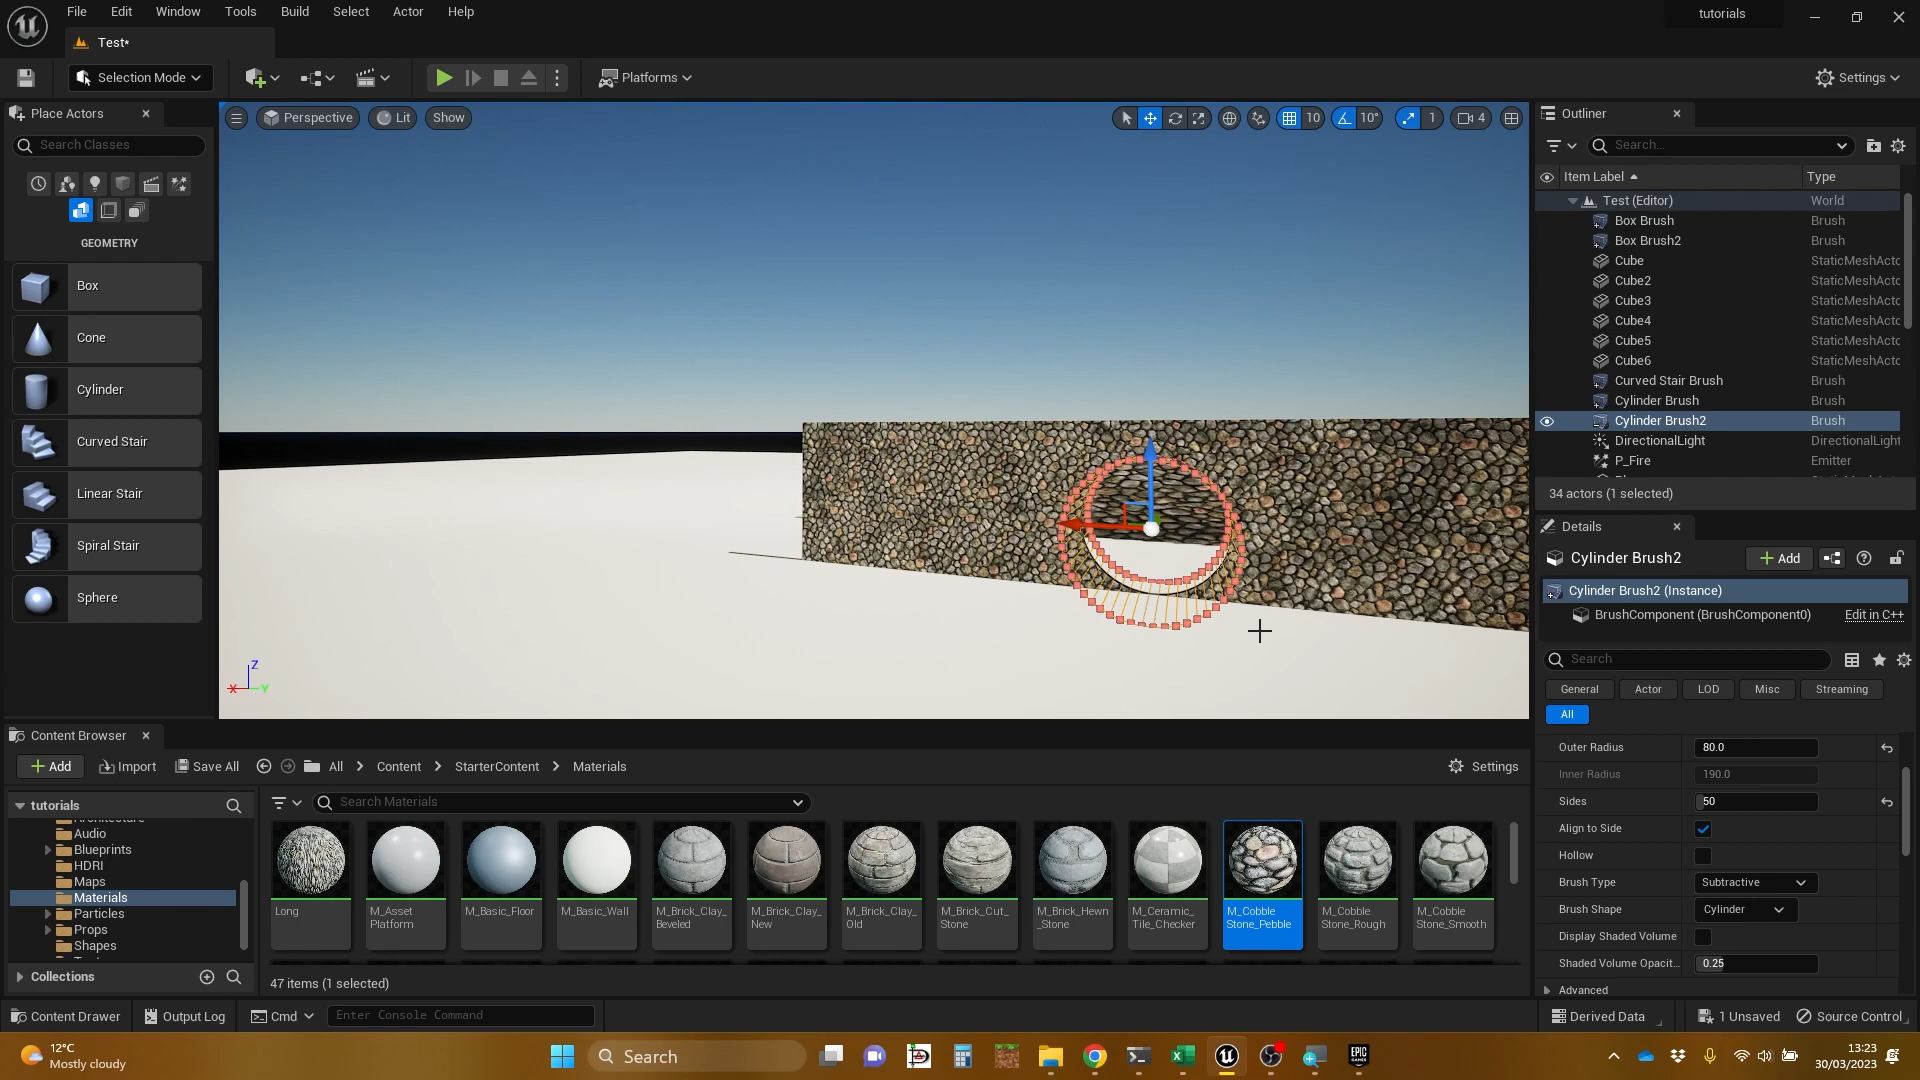 File Edit Window Tools Build Select Actor Help
tutorials
Test*
Selection Mode
Platforms
Settings
Place Actors
Search Classes
GEOMETRY
Box
Cone
Cylinder
Curved Stair
Linear Stair
Spiral Stair
Sphere
Perspective Lit Show
10 10° 1 4
Z
X Y
Outliner
Search...
Item Label Type
Test (Editor) World
Box Brush Brush
Box Brush2 Brush
Cube StaticMeshActo
Cube2 StaticMeshActo
Cube3 StaticMeshActo
Cube4 StaticMeshActo
Cube5 StaticMeshActo
Cube6 StaticMeshActo
Curved Stair Brush Brush
Cylinder Brush Brush
Cylinder Brush2 Brush
DirectionalLight DirectionalLight
P_Fire Emitter
34 actors (1 selected)
Details
Cylinder Brush2 Add
Cylinder Brush2 (Instance)
BrushComponent (BrushComponent0) Edit in C++
Search
General Actor LOD Misc Streaming
All
Outer Radius 80.0
Inner Radius 190.0
Sides 50
Align to Side
Hollow
Brush Type Subtractive
Brush Shape Cylinder
Display Shaded Volume
Shaded Volume Opacit... 0.25
Advanced
Content Browser
Add Import Save All All Content StarterContent Materials
Settings
tutorials
Audio
Blueprints
HDRI
Maps
Materials
Particles
Props
Shapes
Collections
Search Materials
Long
M_Asset
Platform
M_Basic_Floor
M_Basic_Wall
M_Brick_Clay_
Beveled
M_Brick_Clay_
New
M_Brick_Clay_
Old
M_Brick_Cut_
Stone
M_Brick_Hewn
_Stone
M_Ceramic_
Tile_Checker
M_Cobble
Stone_Pebble
M_Cobble
Stone_Rough
M_Cobble
Stone_Smooth
47 items (1 selected)
Content Drawer Output Log Cmd Enter Console Command
Derived Data 1 Unsaved Source Control
12°C
Mostly cloudy
Search
EPIC
GAMES
13:23
30/03/2023